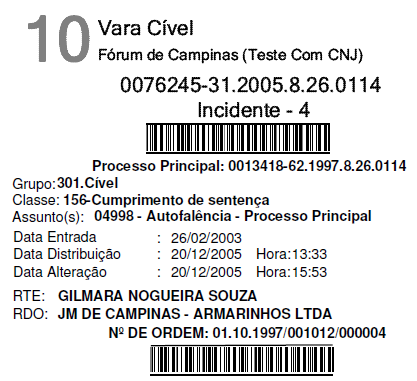 10 Vara Cível
Fórum de Campinas (Teste Com CNJ)
0076245-31.2005.8.26.0114
Incidente - 4
Processo Principal: 0013418-62.1997.8.26.0114
Grupo:301.Cível
Classe: 156-Cumprimento de sentença
Assunto(s): 04998 - Autofalência - Processo Principal
Data Entrada : 26/02/2003
Data Distribuição : 20/12/2005 Hora:13:33
Data Alteração : 20/12/2005 Hora:15:53
RTE: GILMARA NOGUEIRA SOUZA
RDO: JM DE CAMPINAS - ARMARINHOS LTDA
Nº DE ORDEM: 01.10.1997/001012/000004